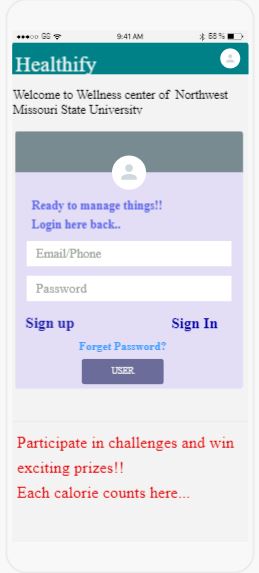 GS 9:41 AM 58%
Healthify
Welcome to Wellness center of Northwest
Missouri State University
Ready to manage things!!
Login here back..
Email/Phone
Password
Sign up Sign In
Forget Password?
USER
Participate in challenges and win
exciting prizes!!
Each calorie counts here...